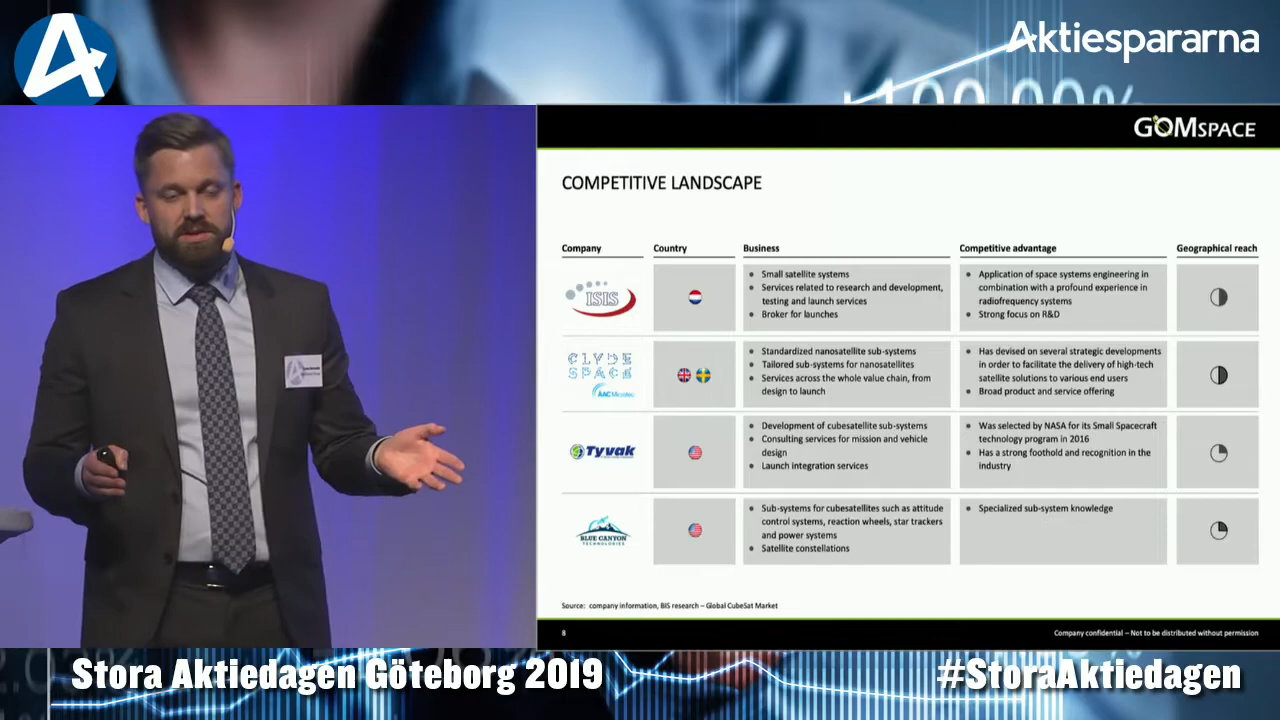 Aktiespararna
+100,00%
GOMSPACE
COMPETITIVE LANDSCAPE
Company Country Business Competitive advantage Geographical reach
ISIS
• Small satellite systems
• Services related to research and development,
testing and launch services
• Broker for launches
• Application of space systems engineering in
combination with a profound experience in
radiofrequency systems
• Strong focus on R&D
CLYDE
SPACE
AAC Microtec
• Standardized nanosatellite sub-systems
• Tailored sub-systems for nanosatellites
• Services across the whole value chain, from
design to launch
• Has devised on several strategic developments
in order to facilitate the delivery of high-tech
satellite solutions to various end users
• Broad product and service offering
Tyvak
• Development of cubesatellite sub-systems
• Consulting services for mission and vehicle
design
• Launch integration services
• Was selected by NASA for its Small Spacecraft
technology program in 2016
• Has a strong foothold and recognition in the
industry
BLUE CANYON
TECHNOLOGIES
• Sub-systems for cubesatellites such as attitude
control systems, reaction wheels, star trackers
and power systems
• Satellite constellations
• Specialized sub-system knowledge
Source: company information, BIS research – Global CubeSat Market
8 Company confidential – Not to be distributed without permission
Stora Aktiedagen Göteborg 2019 #StoraAktiedagen